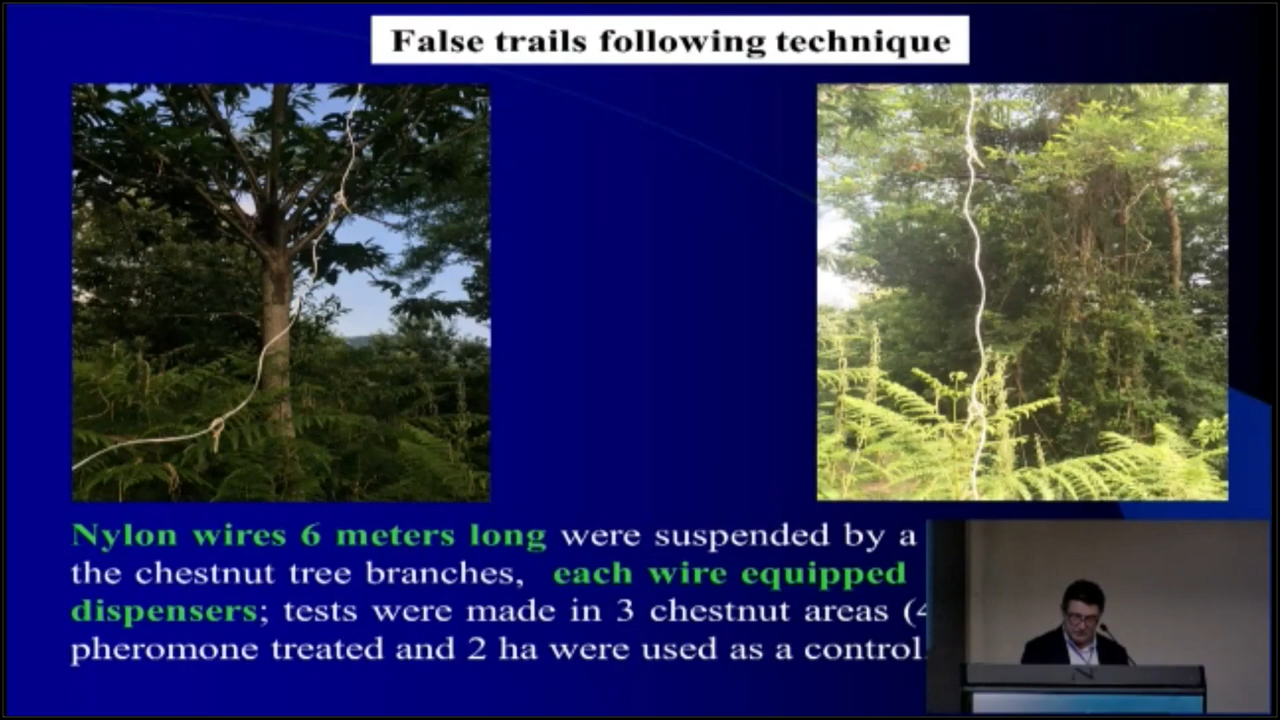 False trails following technique
Nylon wires 6 meters long were suspended by a
the chestnut tree branches, each wire equipped
dispensers; tests were made in 3 chestnut areas (4
pheromone treated and 2 ha were used as a control.